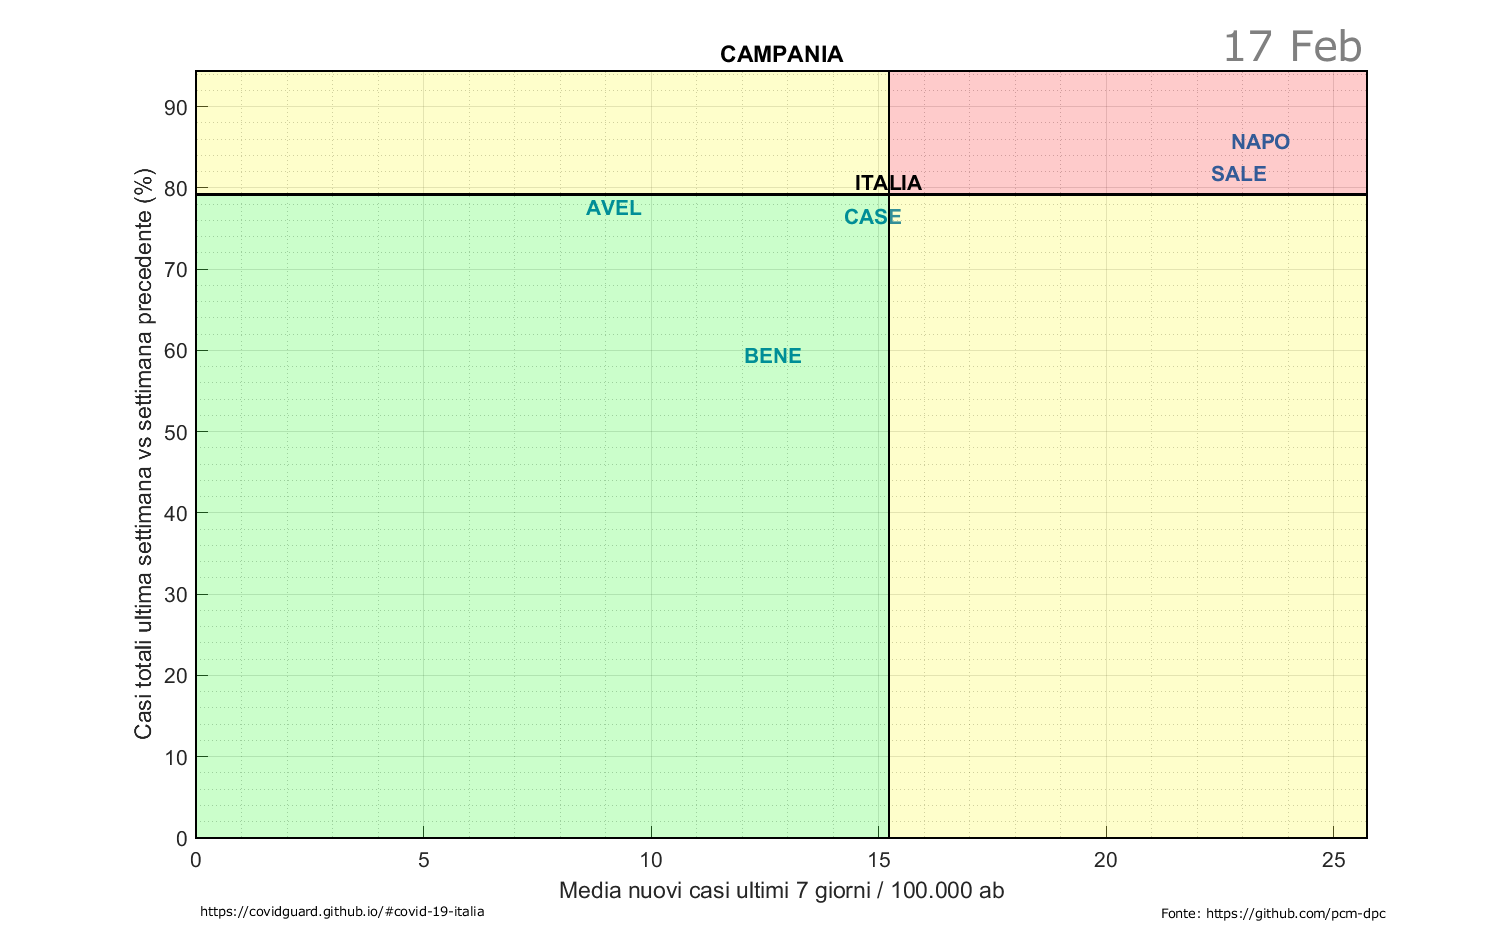 17 Feb
CAMPANIA
90
80
70
60
50
40
30
20
10
0
Casi totali ultima settimana vs settimana precedente (%)
NAPO
SALE
ITALIA
AVEL
CASE
BENE
0 5 10 15 20 25
Media nuovi casi ultimi 7 giorni / 100.000 ab
https://covidguard.github.io/#covid-19-italia
Fonte: https://github.com/pcm-dpc